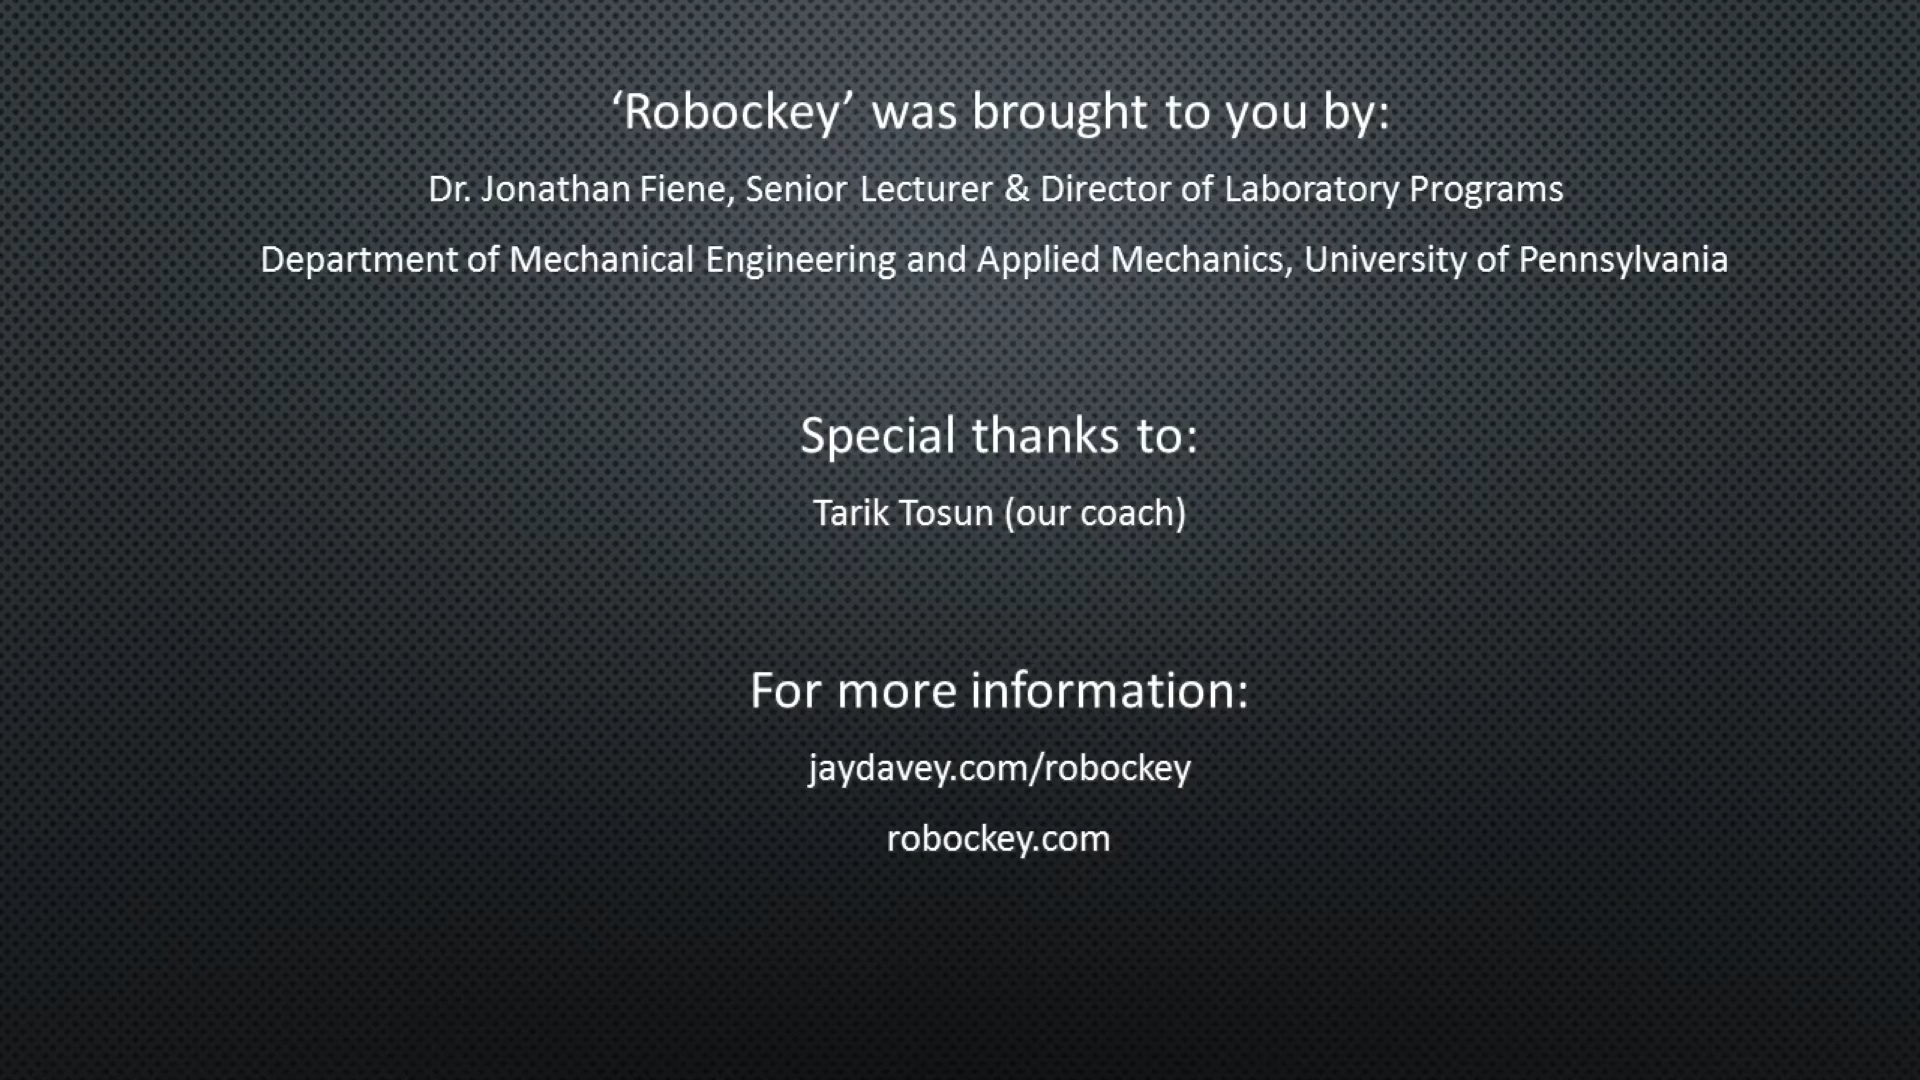 ‘Robockey’ was brought to you by:
Dr. Jonathan Fiene, Senior Lecturer & Director of Laboratory Programs
Department of Mechanical Engineering and Applied Mechanics, University of Pennsylvania
Special thanks to:
Tarik Tosun (our coach)
For more information:
jaydavey.com/robockey
robockey.com